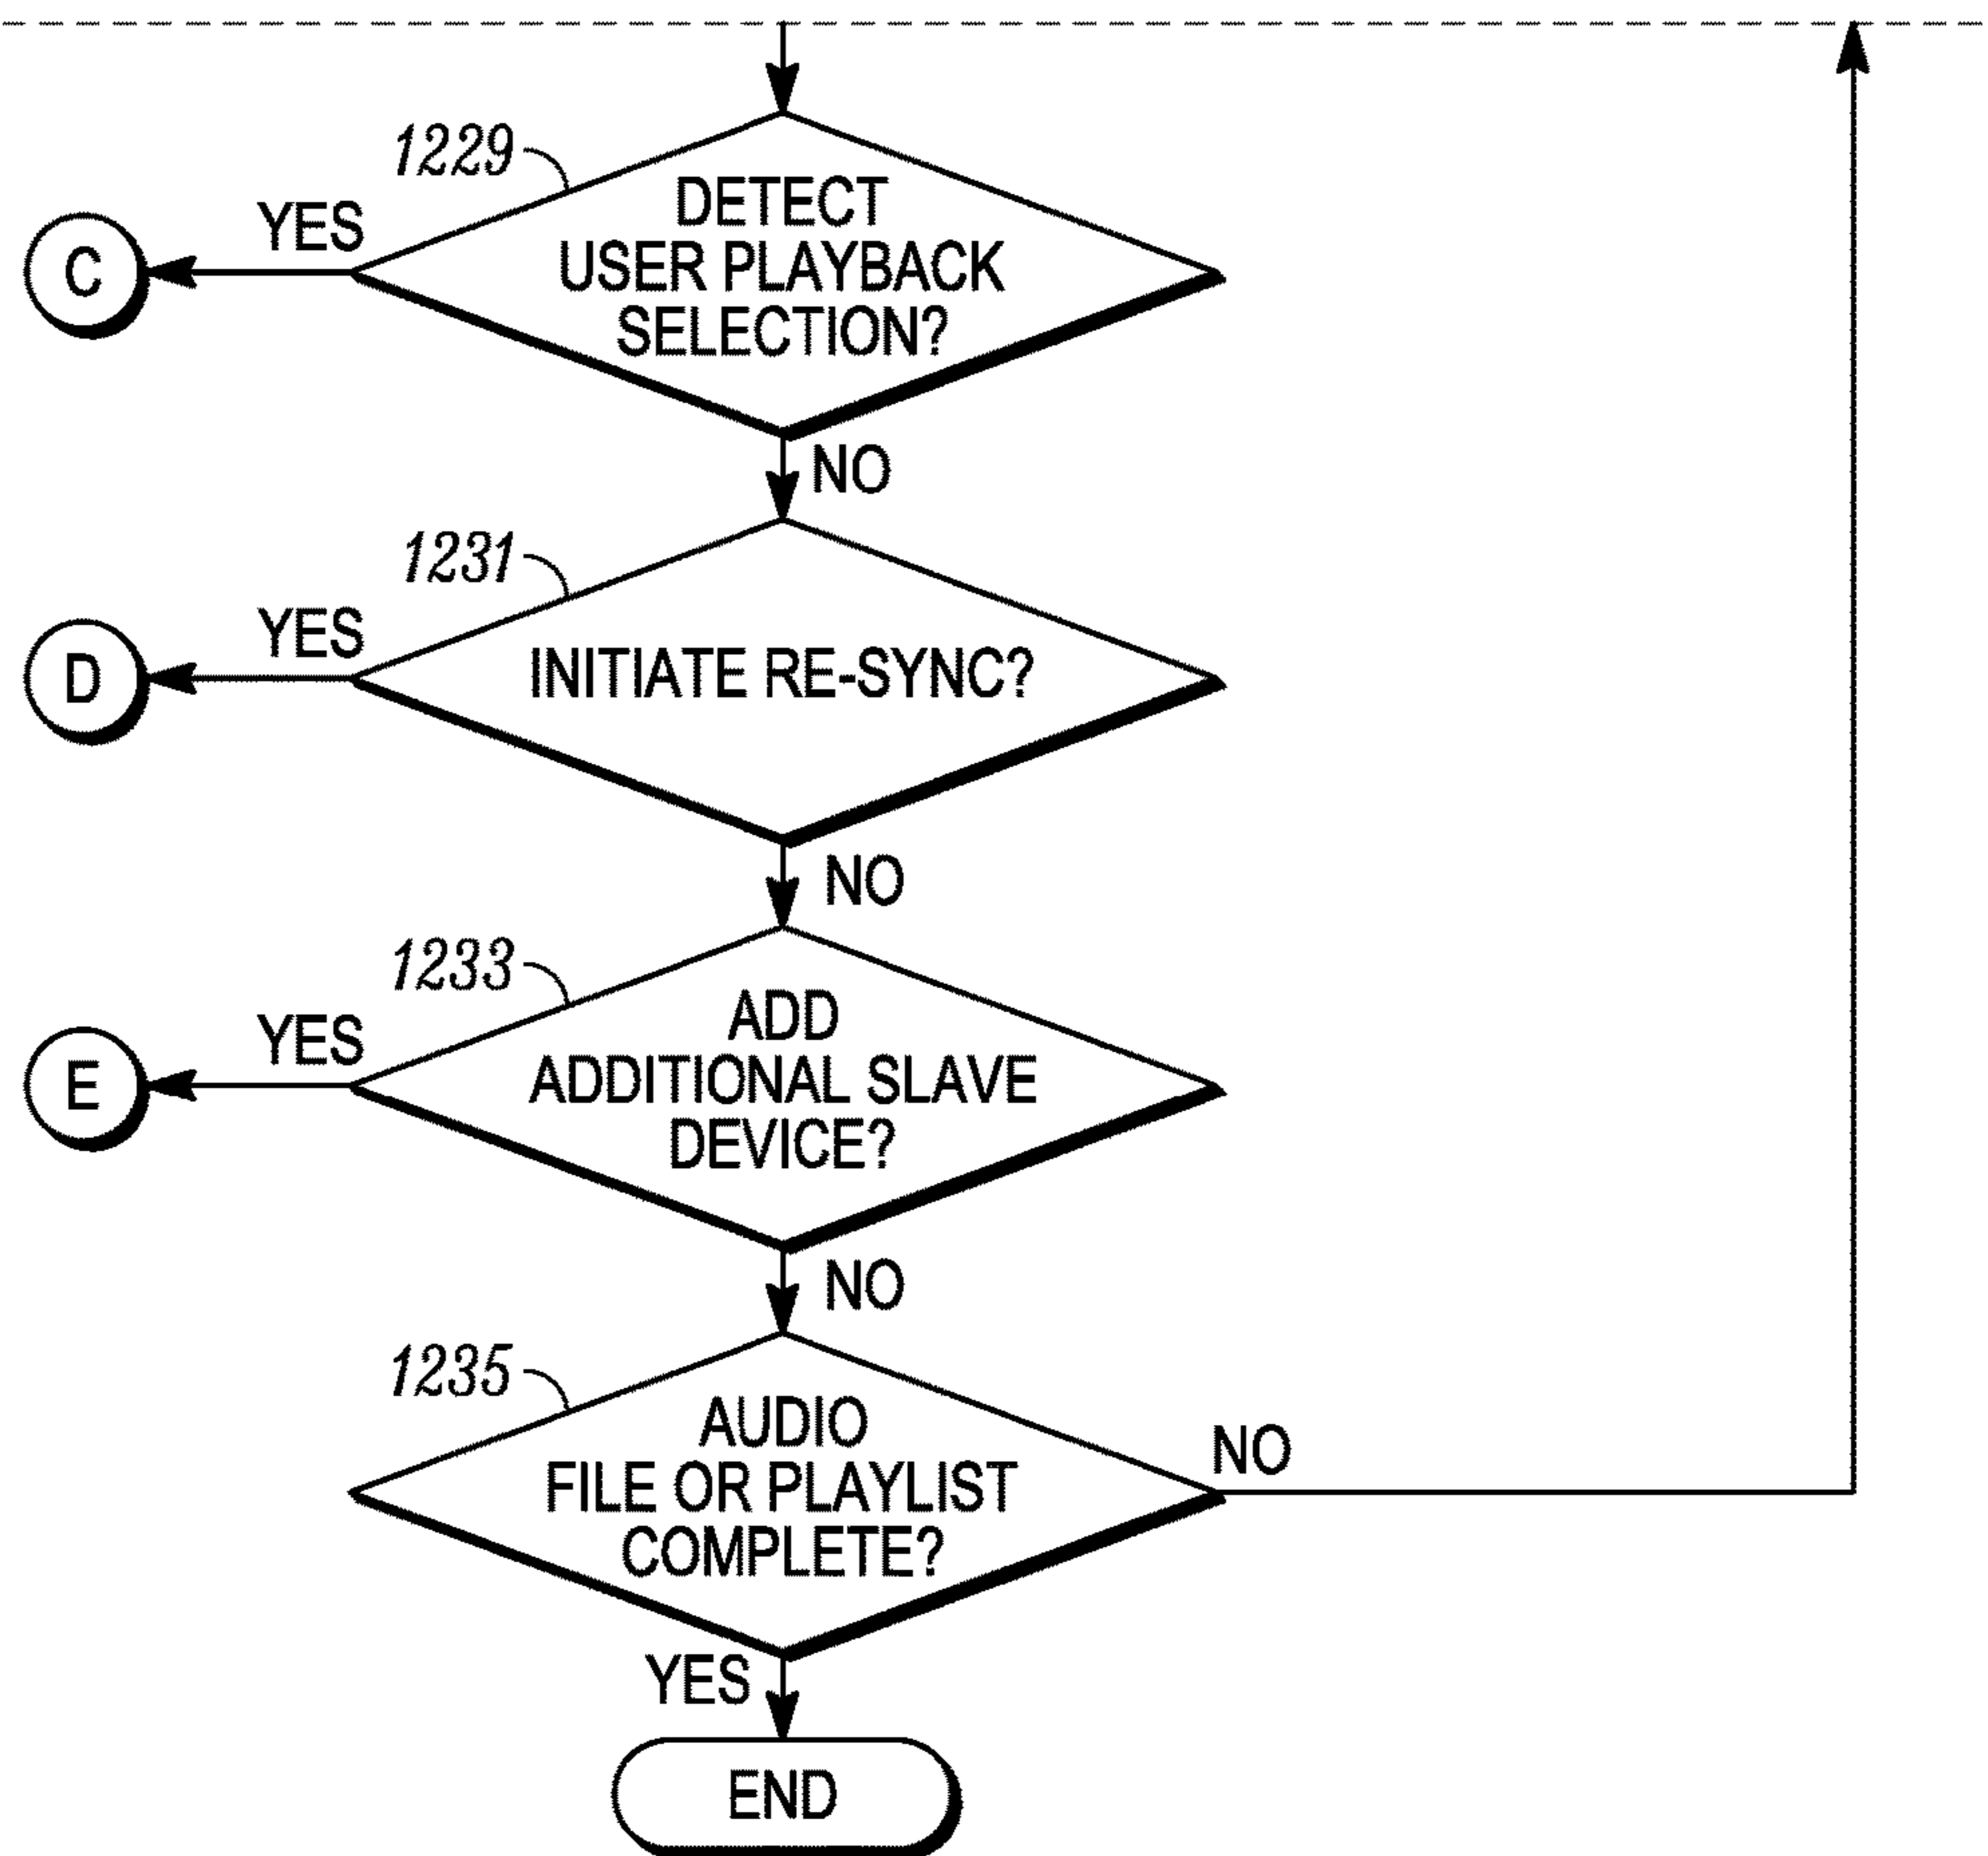 1229
YES
C
DETECT
USER PLAYBACK
SELECTION?
NO
1231
YES
D
INITIATE RE-SYNC?
NO
1233
YES
E
ADD
ADDITIONAL SLAVE
DEVICE?
NO
1235
AUDIO
FILE OR PLAYLIST
COMPLETE?
NO
YES
END